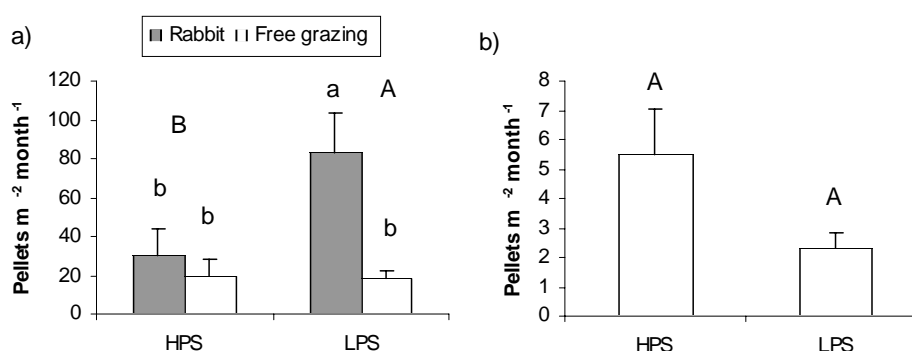 a)
Rabbit Free grazing
Pellets m⁻² month⁻¹
120
100
80
60
40
20
0
B
b
b
a
A
b
HPS LPS
b)
Pellets m⁻² month⁻¹
8
7
6
5
4
3
2
1
0
A
A
HPS LPS